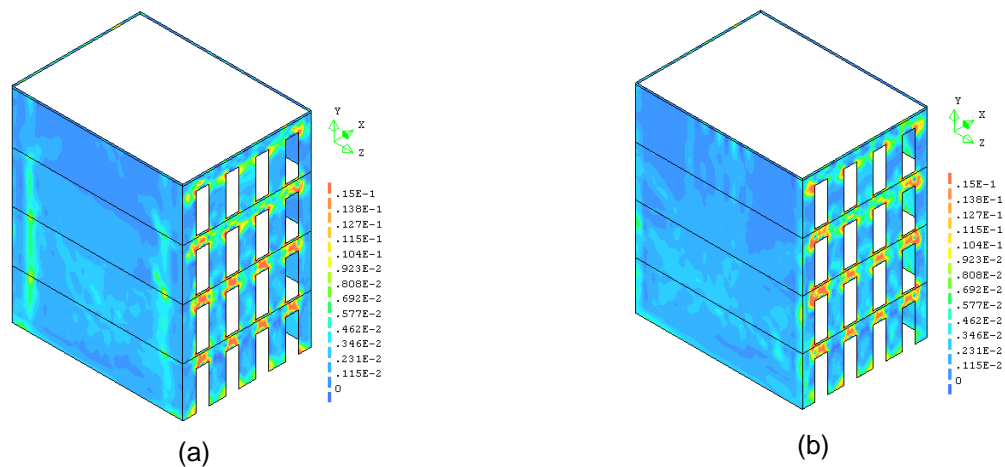 Y
X
Z
.15E-1
.138E-1
.127E-1
.115E-1
.104E-1
.923E-2
.808E-2
.692E-2
.577E-2
.462E-2
.346E-2
.231E-2
.115E-2
0
(a)
Y
X
Z
.15E-1
.138E-1
.127E-1
.115E-1
.104E-1
.923E-2
.808E-2
.692E-2
.577E-2
.462E-2
.346E-2
.231E-2
.115E-2
0
(b)